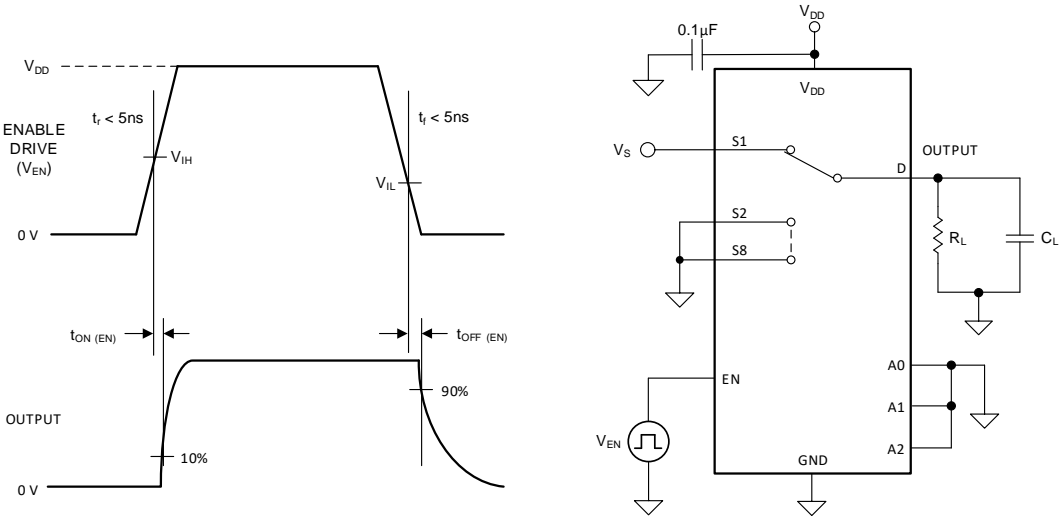 V_DD
t_r < 5ns
t_f < 5ns
ENABLE
DRIVE
(V_EN)
V_IH
V_IL
0 V
t_ON (EN)
t_OFF (EN)
90%
OUTPUT
10%
0 V
V_DD
0.1µF
V_DD
V_S
S1
OUTPUT
D
S2
R_L
C_L
S8
A0
EN
A1
V_EN
A2
GND